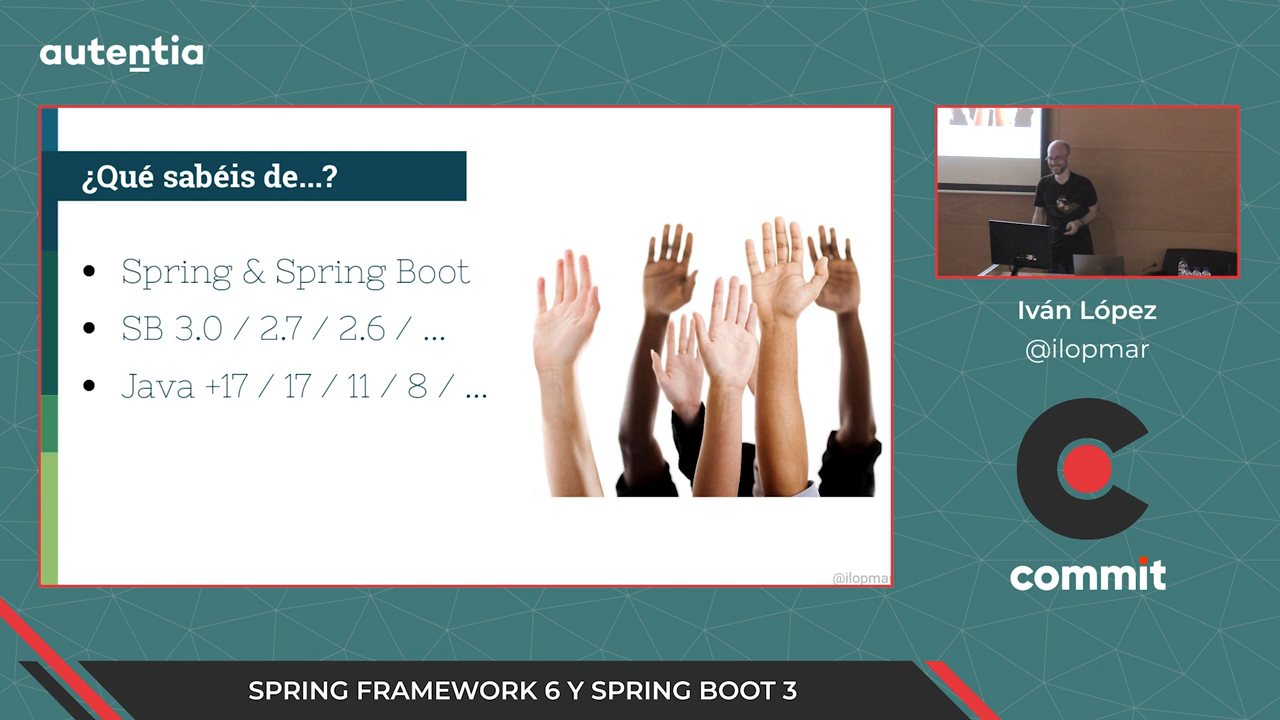 autentia
¿Qué sabéis de...?
Spring & Spring Boot
SB 3.0 / 2.7 / 2.6 / ...
Java +17 / 17 / 11 / 8 / ...
@ilopma
Iván López
@ilopmar
commit
SPRING FRAMEWORK 6 Y SPRING BOOT 3